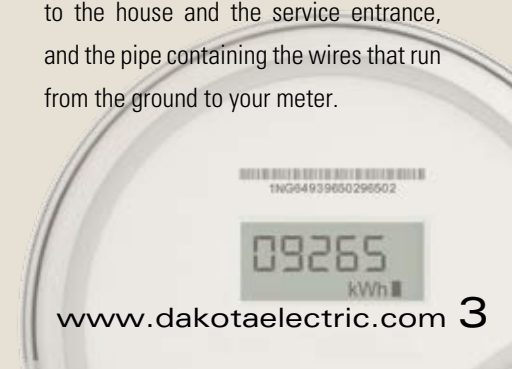 to the house and the service entrance,
and the pipe containing the wires that run
from the ground to your meter.
1NG64939650296502
09265
kWh
www.dakotaelectric.com 3